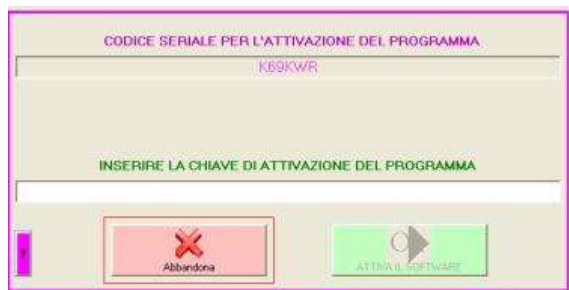 CODICE SERIALE PER L'ATTIVAZIONE DEL PROGRAMMA
K69KWR
INSERIRE LA CHIAVE DI ATTIVAZIONE DEL PROGRAMMA
Abbandona
ATTIVA IL SOFTWARE